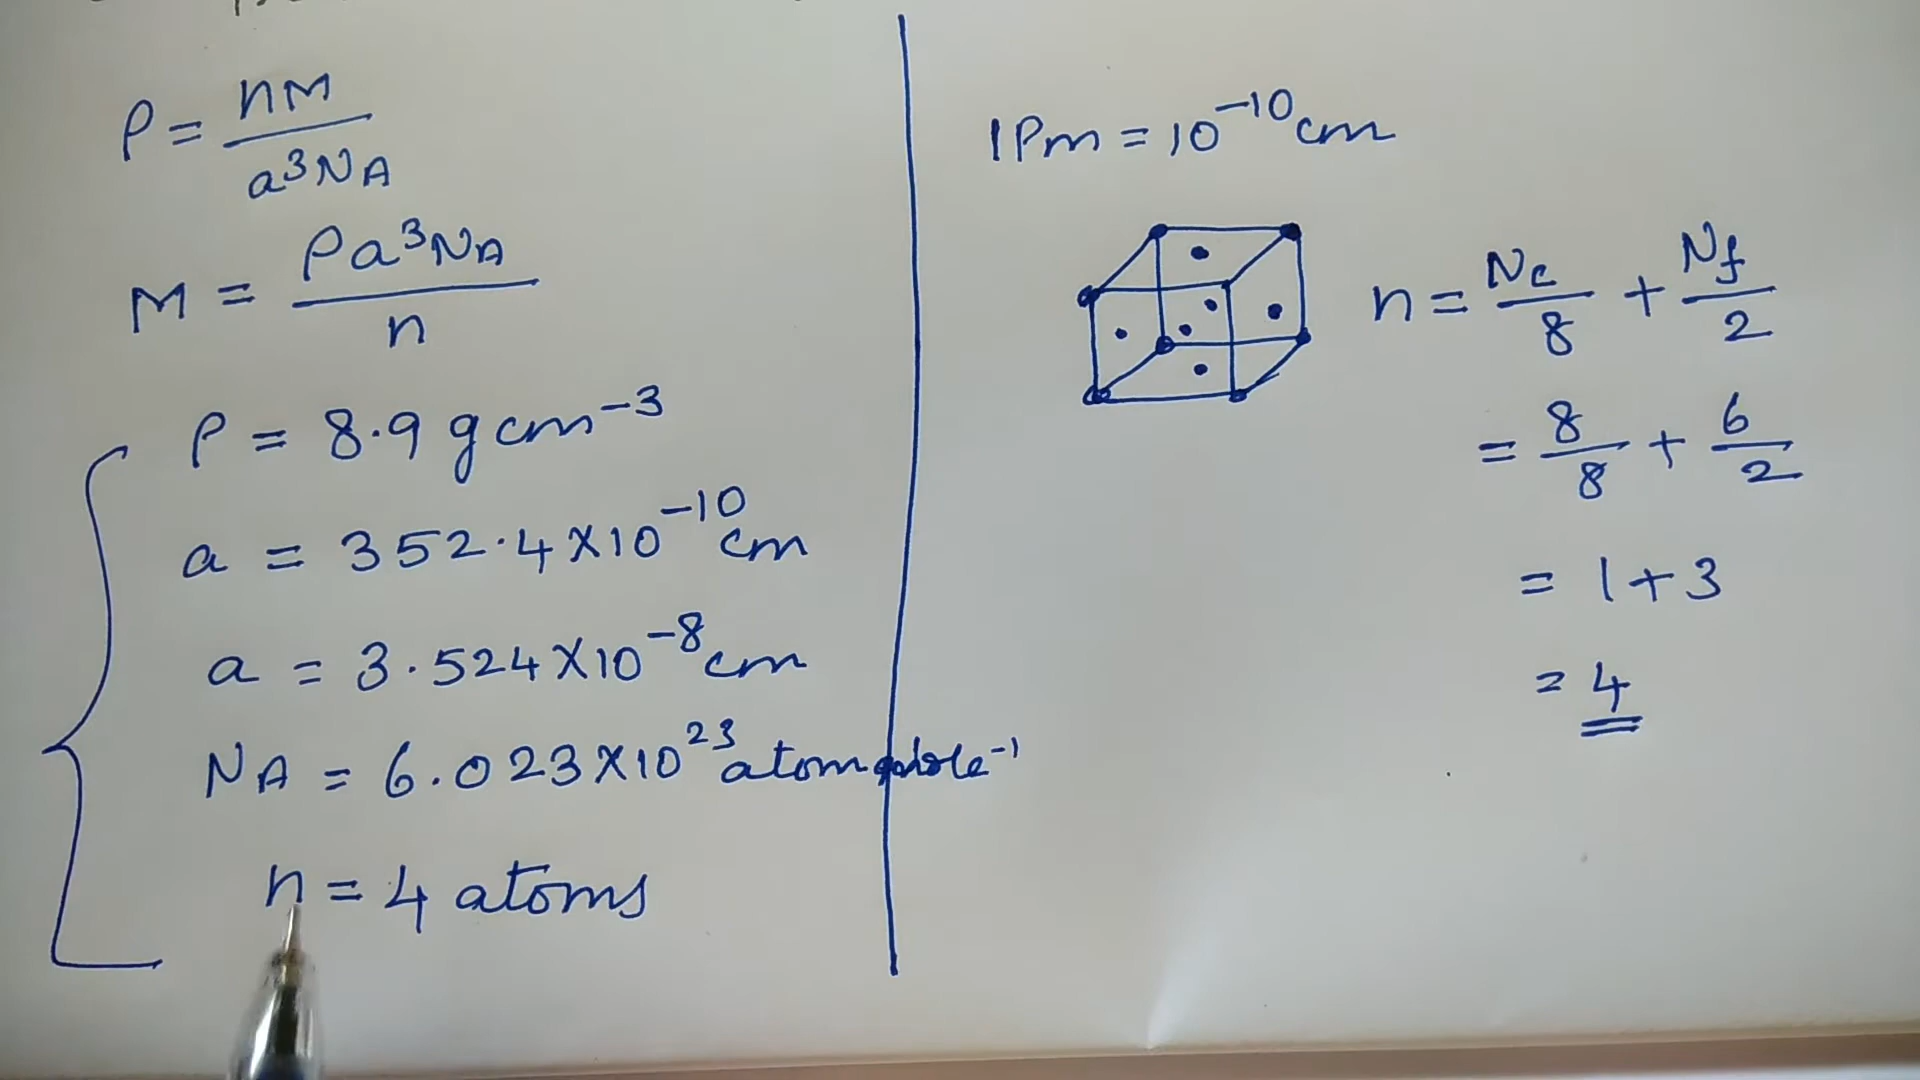 ρ = nM / a³NA
M = ρa³NA / n
ρ = 8.9 g cm⁻³
a = 352.4 × 10⁻¹⁰ cm
a = 3.524 × 10⁻⁸ cm
NA = 6.023 × 10²³ atom mole⁻¹
n = 4 atoms
1Pm = 10⁻¹⁰ cm
n = Nc/8 + Nf/2
= 8/8 + 6/2
= 1 + 3
= 4